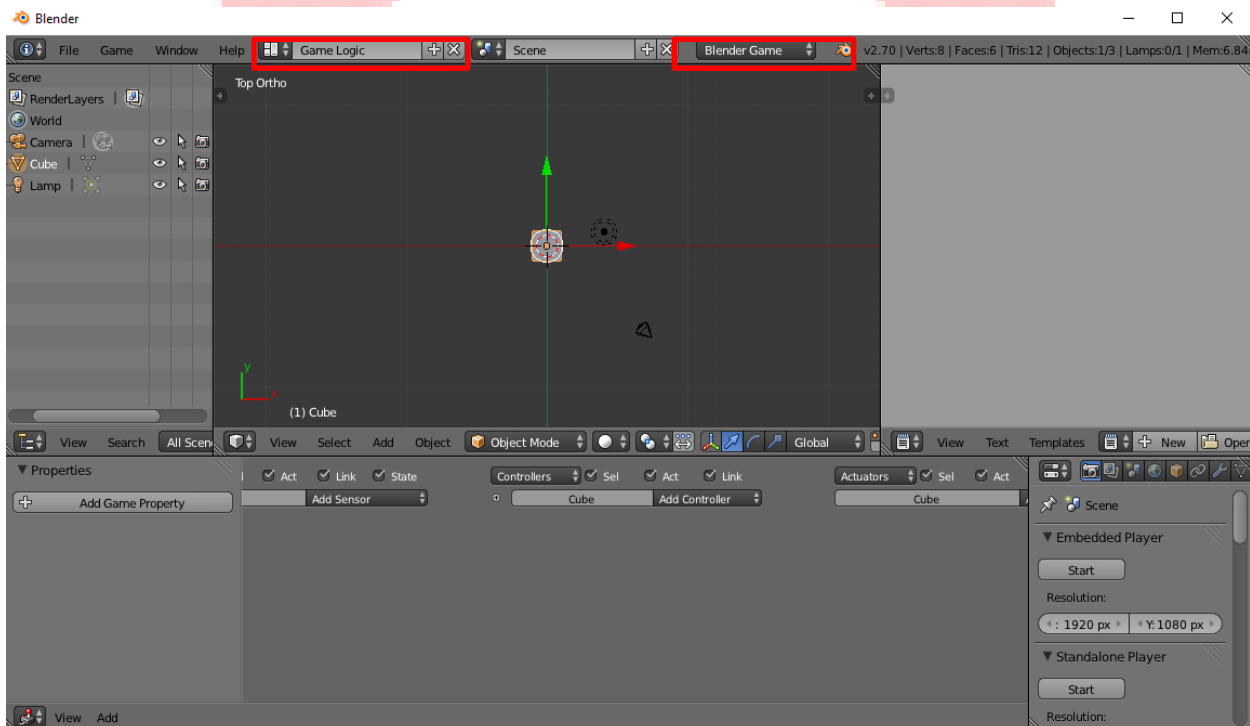 Blender
File Game Window Help Game Logic Scene Blender Game v2.70 | Verts:8 | Faces:6 | Tris:12 | Objects:1/3 | Lamps:0/1 | Mem:6.84
Scene
RenderLayers |
World
Camera |
Cube |
Lamp |
Top Ortho
y
x
(1) Cube
View Search All Scen
View Select Add Object Object Mode Global
View Text Templates New Oper
Properties
Add Game Property
Act Link State
Add Sensor
Controllers Sel Act Link
Cube Add Controller
Actuators Sel Act
Cube
Scene
Embedded Player
Start
Resolution:
: 1920 px Y: 1080 px
Standalone Player
Start
Resolution:
View Add